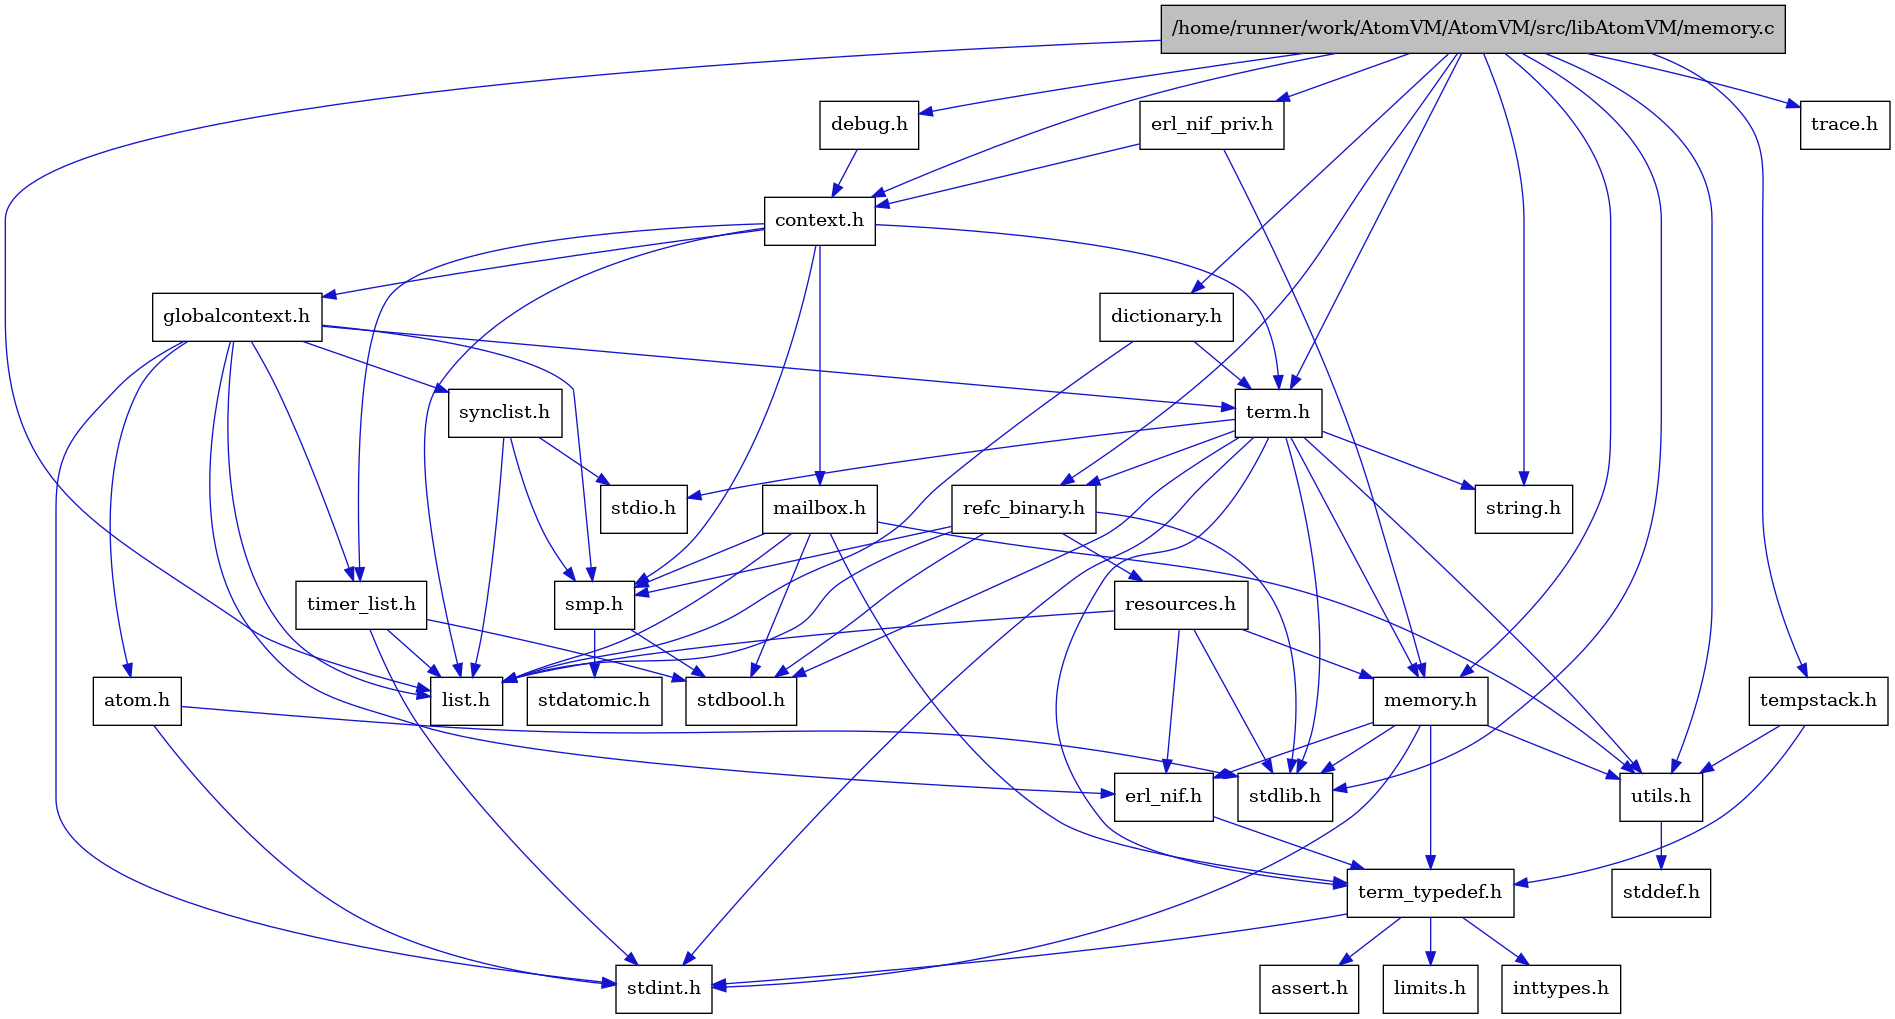 /home/runner/work/AtomVM/AtomVM/src/libAtomVM/memory.c
debug.h
erl_nif_priv.h
trace.h
context.h
globalcontext.h
dictionary.h
synclist.h
term.h
stdio.h
mailbox.h
refc_binary.h
string.h
timer_list.h
smp.h
resources.h
atom.h
list.h
stdatomic.h
stdbool.h
memory.h
tempstack.h
erl_nif.h
stdlib.h
utils.h
term_typedef.h
stddef.h
stdint.h
assert.h
limits.h
inttypes.h